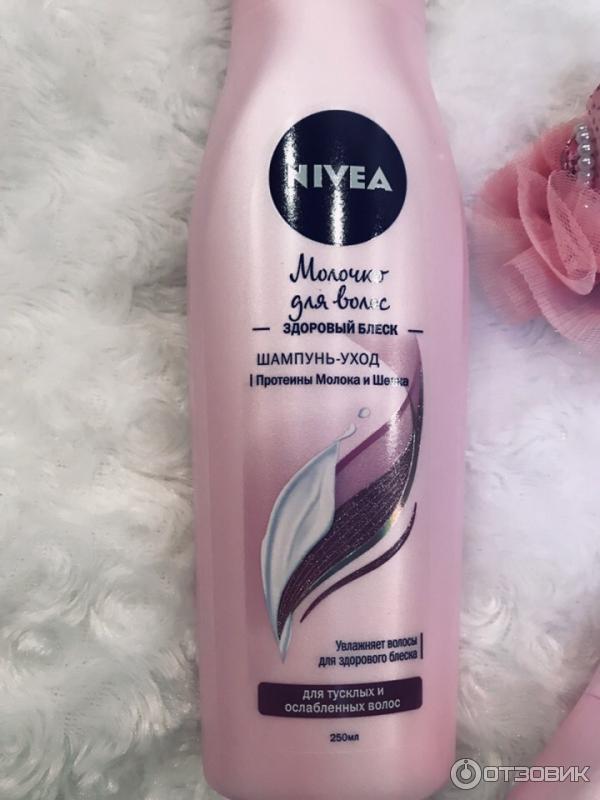 NIVEA
Молочко
для волос
ЗДОРОВЫЙ БЛЕСК
ШАМПУНЬ-УХОД
Протеины Молока и Шелка
Увлажняет волосы
для здорового блеска
для тусклых и
ослабленных волос
250мл
ОТЗОВИК